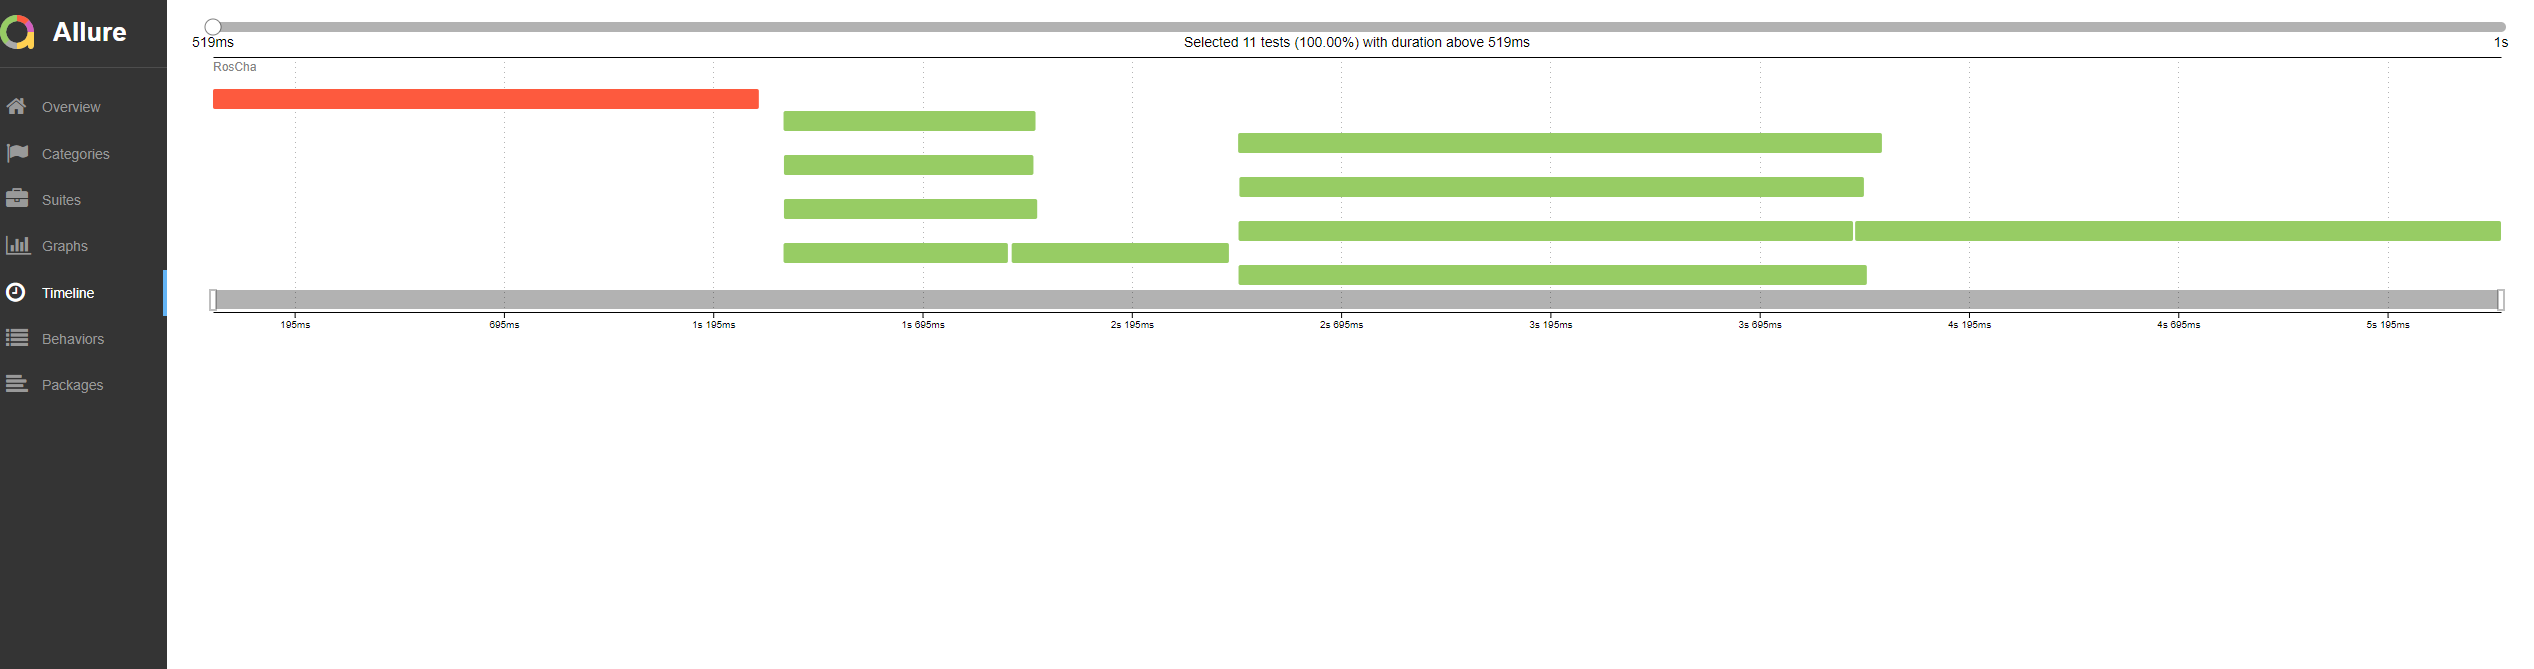 Allure
Overview
Categories
Suites
Graphs
Timeline
Behaviors
Packages
519ms
Selected 11 tests (100.00%) with duration above 519ms
1s
RosCha
195ms
695ms
1s 195ms
1s 695ms
2s 195ms
2s 695ms
3s 195ms
3s 695ms
4s 195ms
4s 695ms
5s 195ms